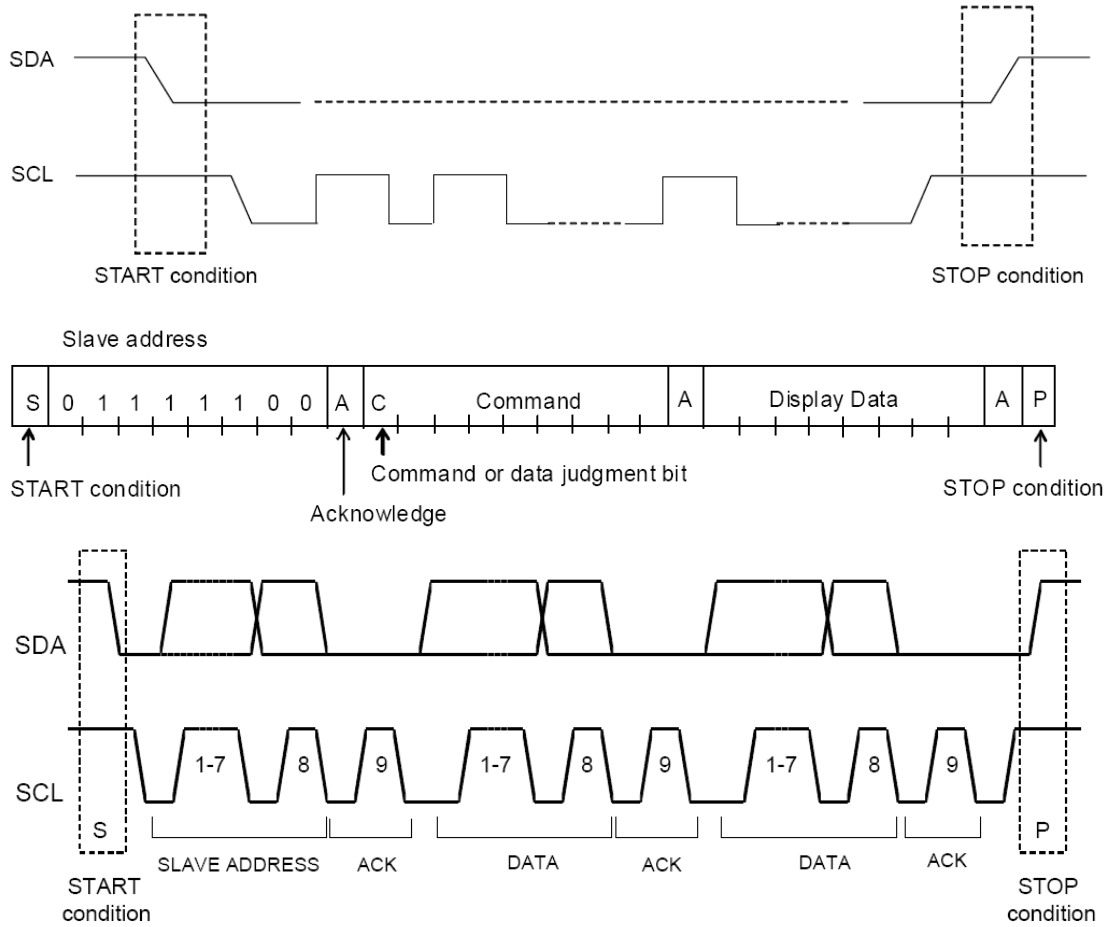 SDA
SCL
START condition
STOP condition
Slave address
S 0 1 1 1 1 1 0 0 A C Command A Display Data A P
Command or data judgment bit
START condition
STOP condition
Acknowledge
SDA
SCL
1-7 8 9 1-7 8 9 1-7 8 9
S P
SLAVE ADDRESS ACK DATA ACK DATA ACK
START
condition
STOP
condition